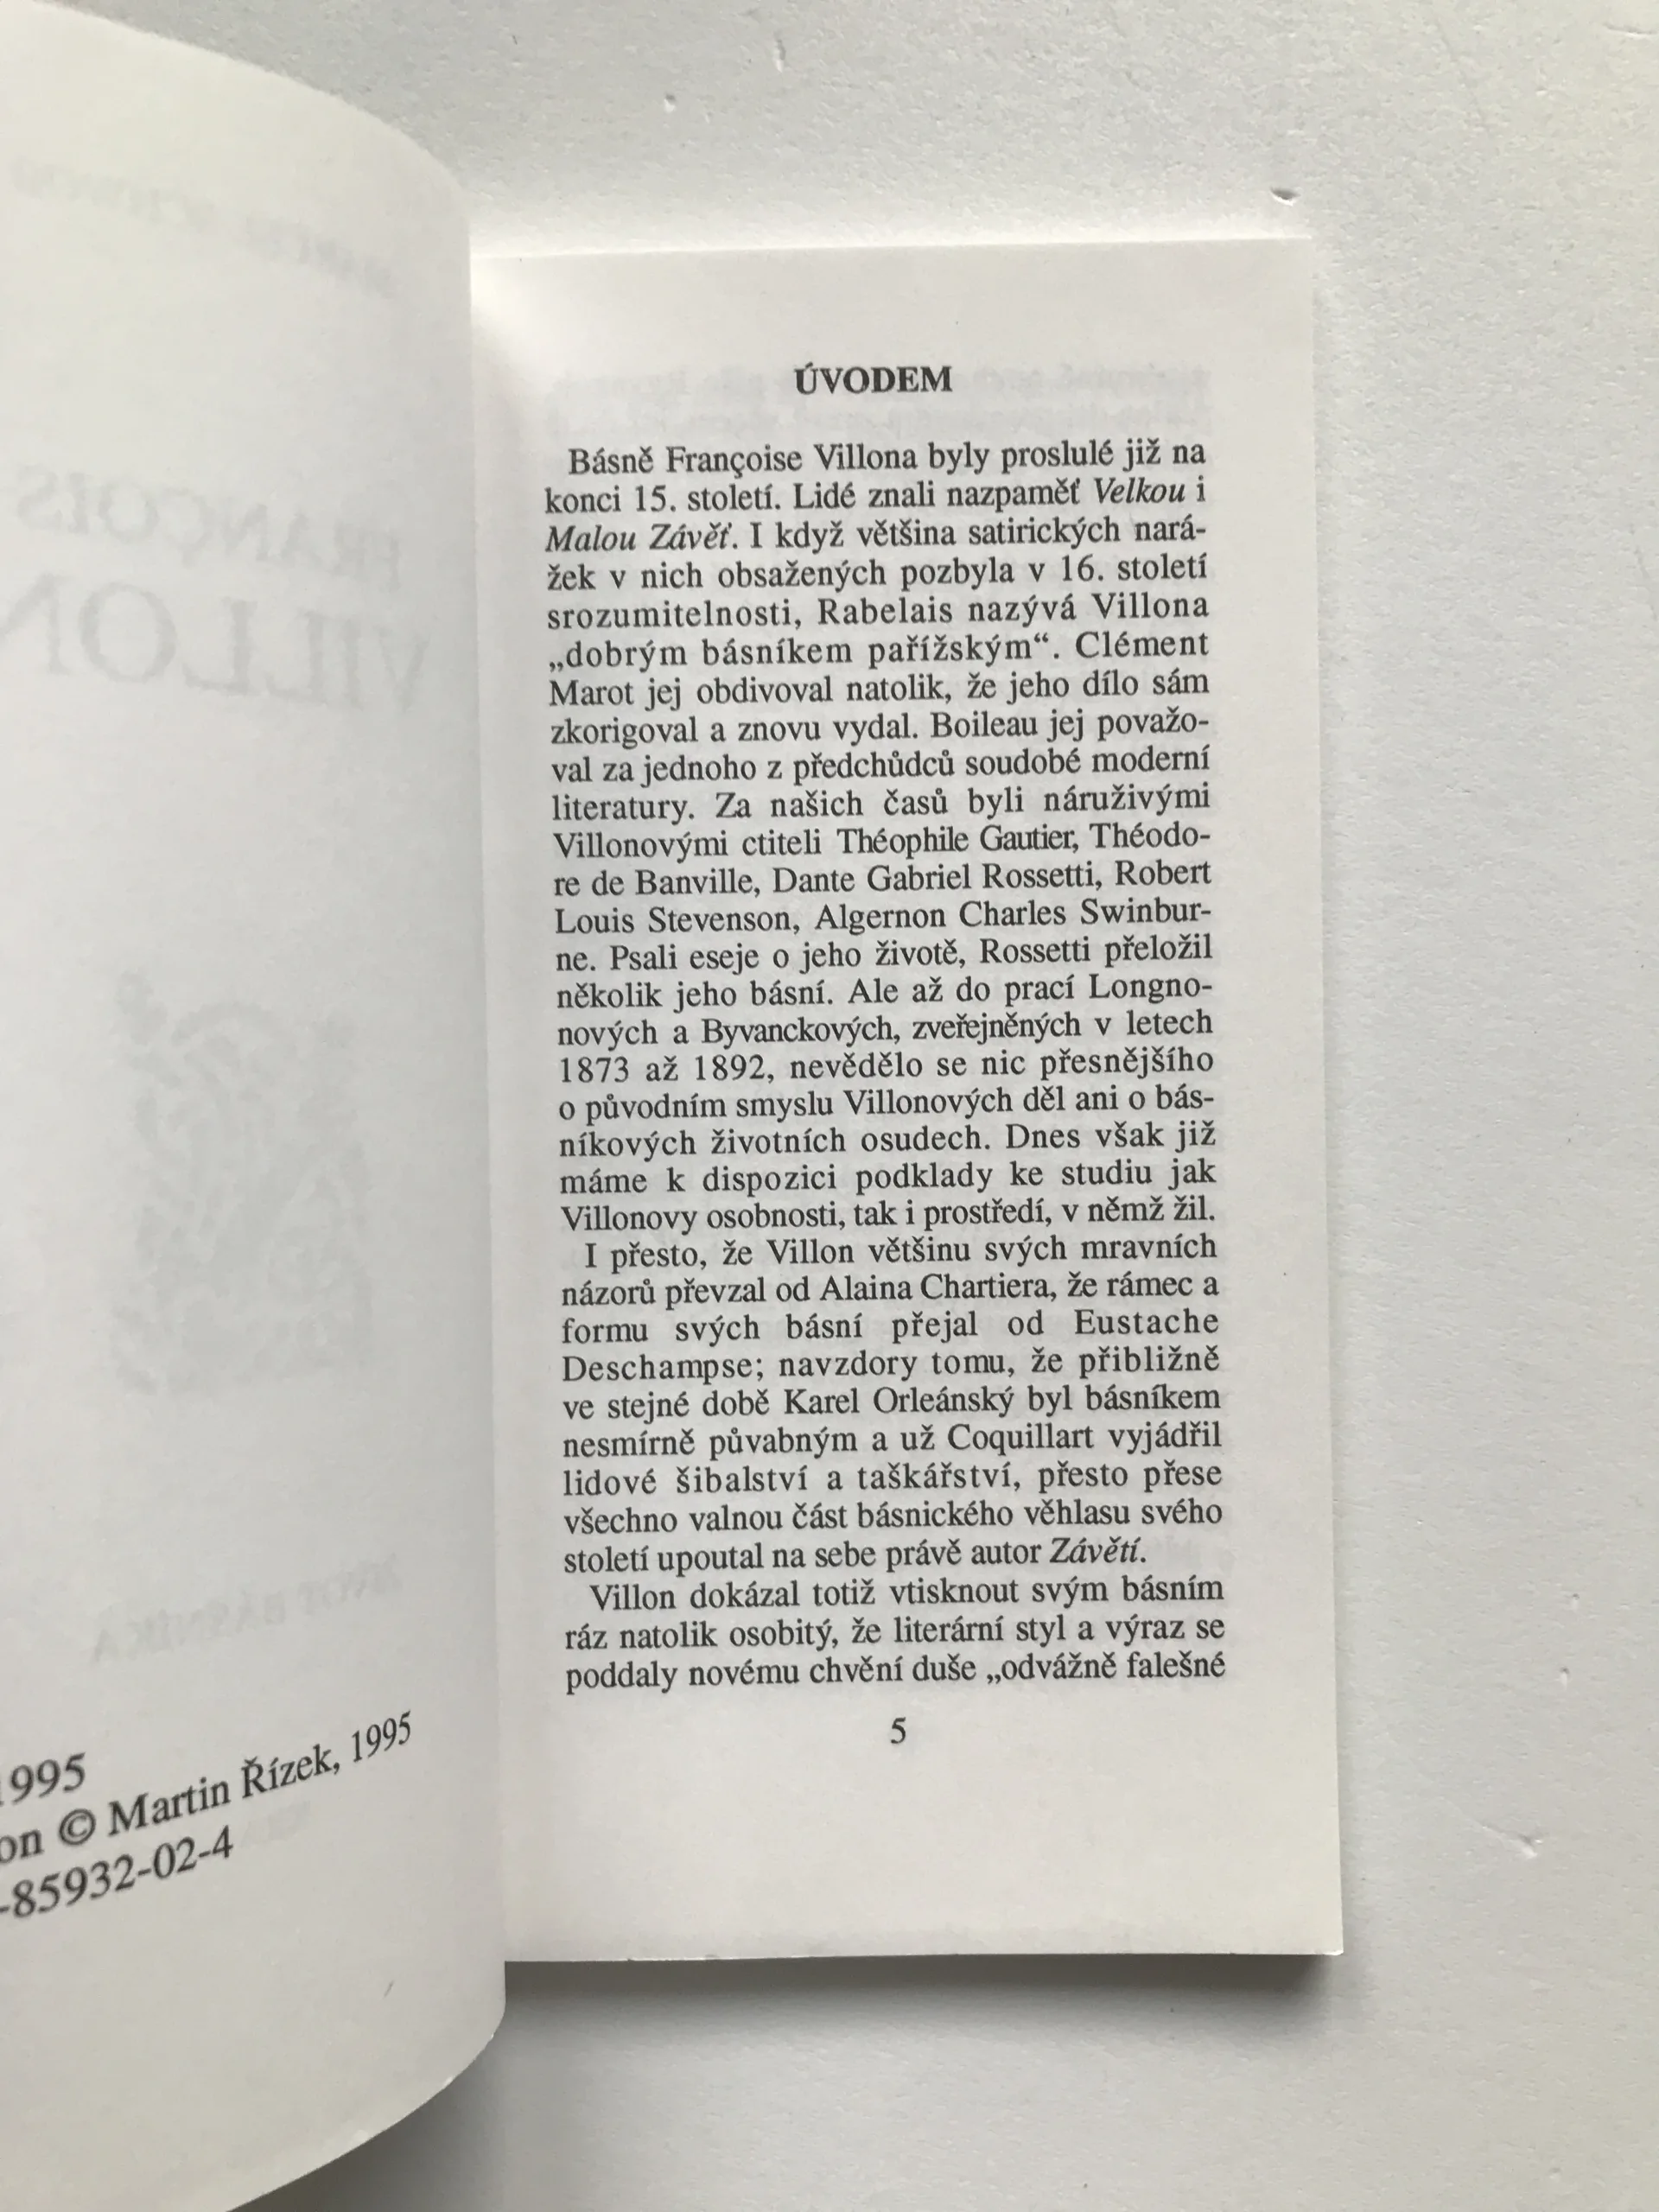 1995
on © Martin Řízek, 1995
-85932-02-4
ÚVODEM
Básně Françoise Villona byly proslulé již na
konci 15. století. Lidé znali nazpaměť Velkou i
Malou Závěť. I když většina satirických nará-
žek v nich obsažených pozbyla v 16. století
srozumitelnosti, Rabelais nazývá Villona
„dobrým básníkem pařížským“. Clément
Marot jej obdivoval natolik, že jeho dílo sám
zkorigoval a znovu vydal. Boileau jej považo-
val za jednoho z předchůdců soudobé moderní
literatury. Za našich časů byli náruživými
Villonovými ctiteli Théophile Gautier, Théodo-
re de Banville, Dante Gabriel Rossetti, Robert
Louis Stevenson, Algernon Charles Swinbur-
ne. Psali eseje o jeho životě, Rossetti přeložil
několik jeho básní. Ale až do prací Longno-
nových a Byvanckových, zveřejněných v letech
1873 až 1892, nevědělo se nic přesnějšího
o původním smyslu Villonových děl ani o bás-
níkových životních osudech. Dnes však již
máme k dispozici podklady ke studiu jak
Villonovy osobnosti, tak i prostředí, v němž žil.
I přesto, že Villon většinu svých mravních
názorů převzal od Alaina Chartiera, že rámec a
formu svých básní přejal od Eustache
Deschampse; navzdory tomu, že přibližně
ve stejné době Karel Orleánský byl básníkem
nesmírně půvabným a už Coquillart vyjádřil
lidové šibalství a taškářství, přesto přese
všechno valnou část básnického věhlasu svého
století upoutal na sebe právě autor Závětí.
Villon dokázal totiž vtisknout svým básním
ráz natolik osobitý, že literární styl a výraz se
poddaly novému chvění duše „odvážně falešné
5